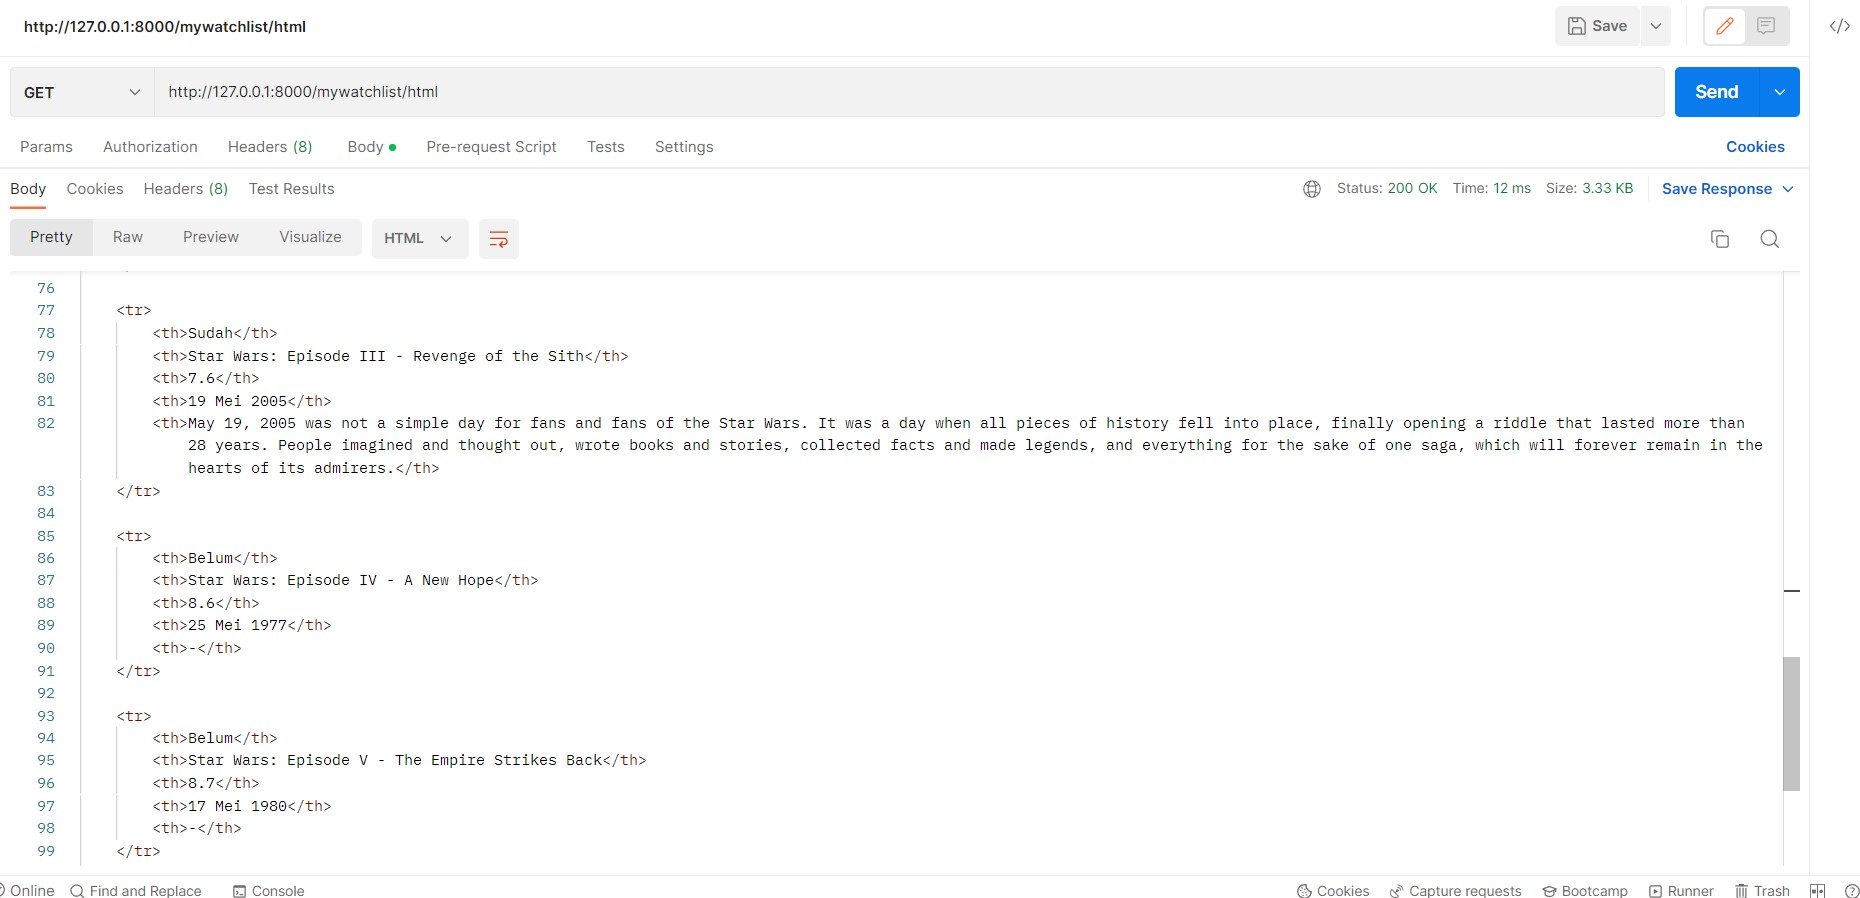 http://127.0.0.1:8000/mywatchlist/html
Save
GET
http://127.0.0.1:8000/mywatchlist/html
Send
Params Authorization Headers (8) Body Pre-request Script Tests Settings Cookies
Body Cookies Headers (8) Test Results Status: 200 OK Time: 12 ms Size: 3.33 KB Save Response
Pretty Raw Preview Visualize HTML
76
77 <tr>
78 <th>Sudah</th>
79 <th>Star Wars: Episode III - Revenge of the Sith</th>
80 <th>7.6</th>
81 <th>19 Mei 2005</th>
82 <th>May 19, 2005 was not a simple day for fans and fans of the Star Wars. It was a day when all pieces of history fell into place, finally opening a riddle that lasted more than
28 years. People imagined and thought out, wrote books and stories, collected facts and made legends, and everything for the sake of one saga, which will forever remain in the
hearts of its admirers.</th>
83 </tr>
84
85 <tr>
86 <th>Belum</th>
87 <th>Star Wars: Episode IV - A New Hope</th>
88 <th>8.6</th>
89 <th>25 Mei 1977</th>
90 <th>-</th>
91 </tr>
92
93 <tr>
94 <th>Belum</th>
95 <th>Star Wars: Episode V - The Empire Strikes Back</th>
96 <th>8.7</th>
97 <th>17 Mei 1980</th>
98 <th>-</th>
99 </tr>
Online Find and Replace Console Cookies Capture requests Bootcamp Runner Trash